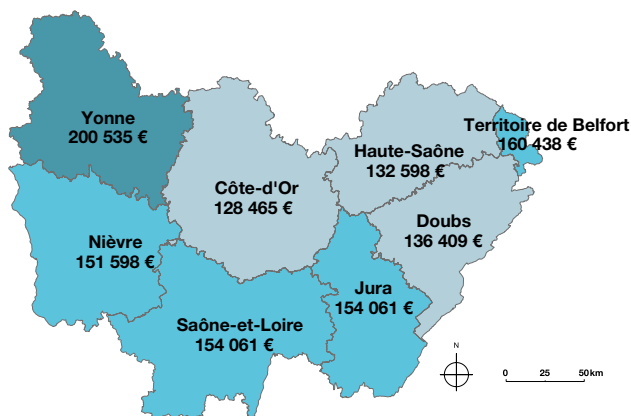 Yonne
200 535 €
Territoire de Belfort
160 438 €
Haute-Saône
132 598 €
Côte-d'Or
128 465 €
Doubs
136 409 €
Nièvre
151 598 €
Jura
154 061 €
Saône-et-Loire
154 061 €
N
0 25 50 km